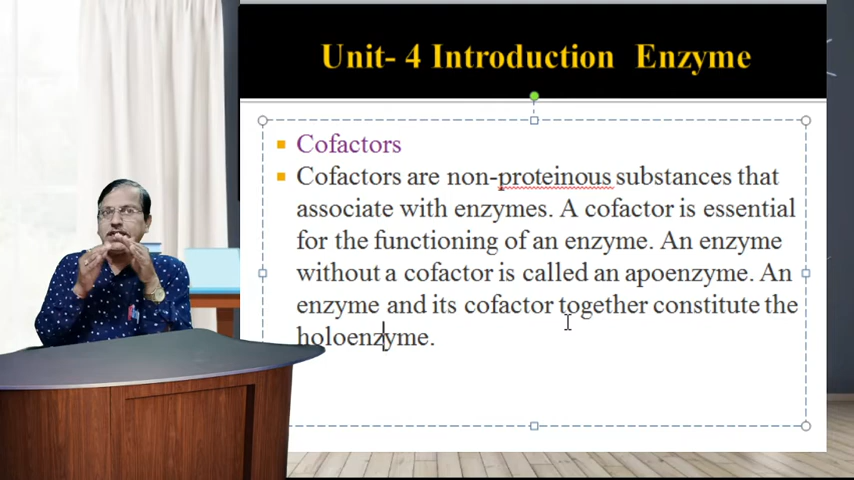 Unit- 4 Introduction Enzyme
Cofactors
Cofactors are non-proteinous substances that
associate with enzymes. A cofactor is essential
for the functioning of an enzyme. An enzyme
without a cofactor is called an apoenzyme. An
enzyme and its cofactor together constitute the
holoenzyme.